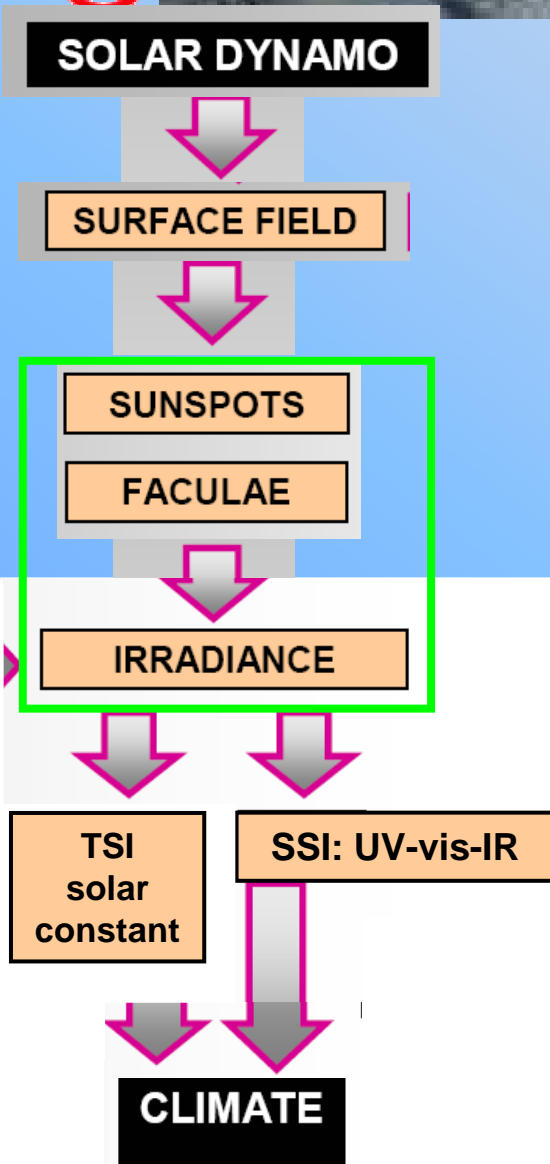 SOLAR DYNAMO
SURFACE FIELD
SUNSPOTS
FACULAE
IRRADIANCE
TSI
solar
constant
SSI: UV-vis-IR
CLIMATE